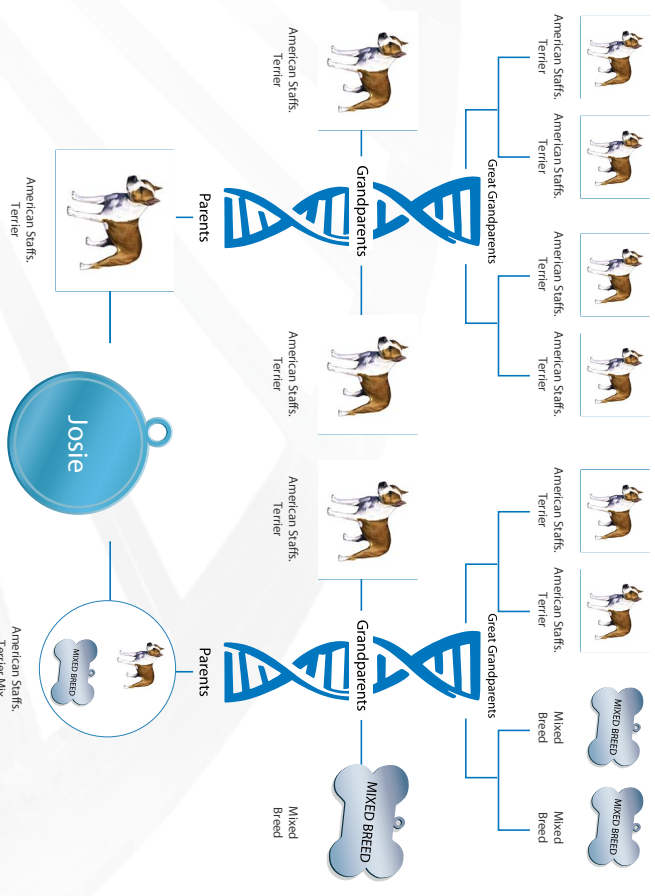 MIXED BREED
MIXED BREED
American Staffs.
Terrier
American Staffs.
Terrier
American Staffs.
Terrier
American Staffs.
Terrier
American Staffs.
Terrier
American Staffs.
Terrier
Mixed
Breed
Mixed
Breed
Great Grandparents
Great Grandparents
Grandparents
Grandparents
MIXED BREED
American Staffs.
Terrier
American Staffs.
Terrier
American Staffs.
Terrier
Mixed
Breed
Parents
Parents
American Staffs.
Terrier
Josie
MIXED BREED
American Staffs.
Terrier Mix